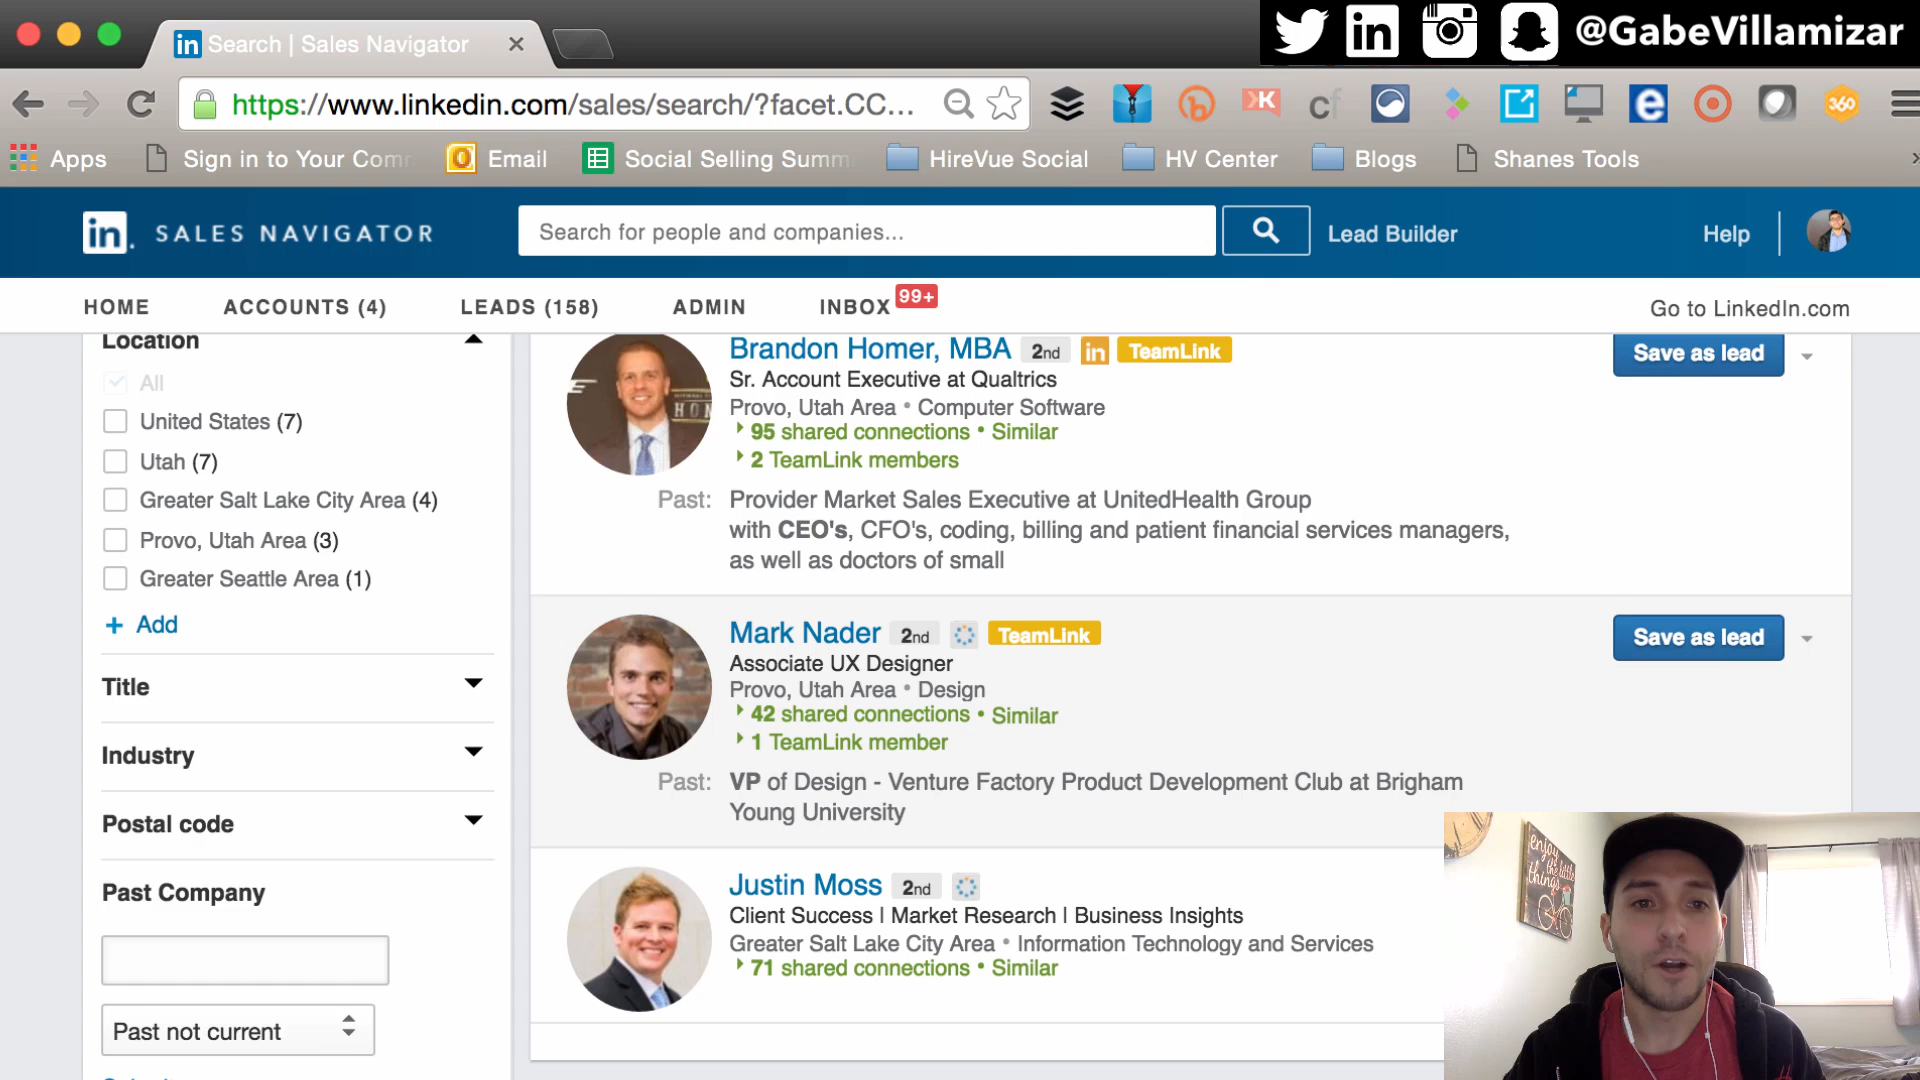 @GabeVillamizar
Search | Sales Navigator
https://www.linkedin.com/sales/search/?facet.CC...
Apps
Sign in to Your Com
Email
Social Selling Summ
HireVue Social
HV Center
Blogs
Shanes Tools
in. SALES NAVIGATOR
Search for people and companies...
Lead Builder
Help
HOME
ACCOUNTS (4)
LEADS (158)
ADMIN
INBOX 99+
Go to LinkedIn.com
Location
All
United States (7)
Utah (7)
Greater Salt Lake City Area (4)
Provo, Utah Area (3)
Greater Seattle Area (1)
+ Add
Title
Industry
Postal code
Past Company
Past not current
Brandon Homer, MBA 2nd in TeamLink
Save as lead
Sr. Account Executive at Qualtrics
Provo, Utah Area • Computer Software
95 shared connections • Similar
2 TeamLink members
Past: Provider Market Sales Executive at UnitedHealth Group
with CEO's, CFO's, coding, billing and patient financial services managers,
as well as doctors of small
Mark Nader 2nd TeamLink
Save as lead
Associate UX Designer
Provo, Utah Area • Design
42 shared connections • Similar
1 TeamLink member
Past: VP of Design - Venture Factory Product Development Club at Brigham
Young University
Justin Moss 2nd
Client Success | Market Research | Business Insights
Greater Salt Lake City Area • Information Technology and Services
71 shared connections • Similar
enjoy
the little
things